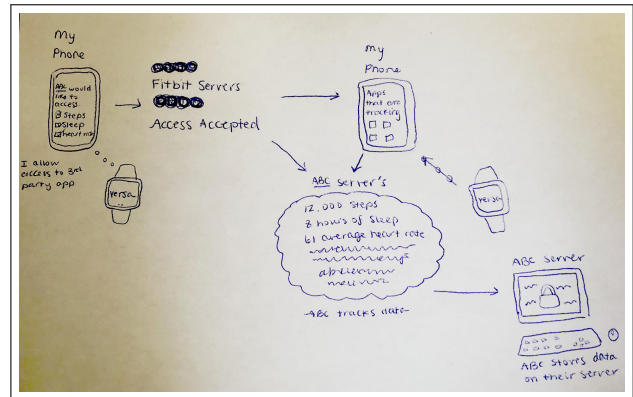 My
Phone
ABC would
like to
access
Steps
Sleep
heart rate
I allow
access to 3rd
party app
versa
Fitbit Servers
Access Accepted
my
Phone
Apps
that are
tracking
versa
ABC server's
12,000 steps
8 hours of sleep
61 average heart rate
-ABC tracks data-
ABC Server
ABC stores data
on their server